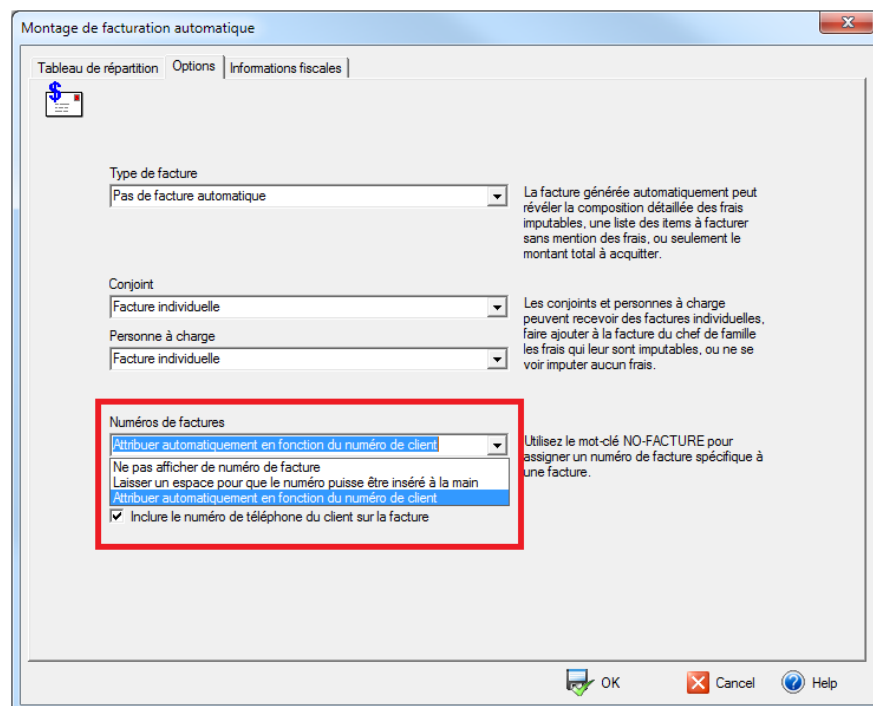 Montage de facturation automatique
Tableau de répartition Options Informations fiscales
Type de facture
Pas de facture automatique
La facture générée automatiquement peut
révéler la composition détaillée des frais
imputables, une liste des items à facturer
sans mention des frais, ou seulement le
montant total à acquitter.
Conjoint
Facture individuelle
Personne à charge
Facture individuelle
Les conjoints et personnes à charge
peuvent recevoir des factures individuelles,
faire ajouter à la facture du chef de famille
les frais qui leur sont imputables, ou ne se
voir imputer aucun frais.
Numéros de factures
Attribuer automatiquement en fonction du numéro de client
Ne pas afficher de numéro de facture
Laisser un espace pour que le numéro puisse être inséré à la main
Attribuer automatiquement en fonction du numéro de client
Inclure le numéro de téléphone du client sur la facture
Utilisez le mot-clé NO-FACTURE pour
assigner un numéro de facture spécifique à
une facture.
OK Cancel Help